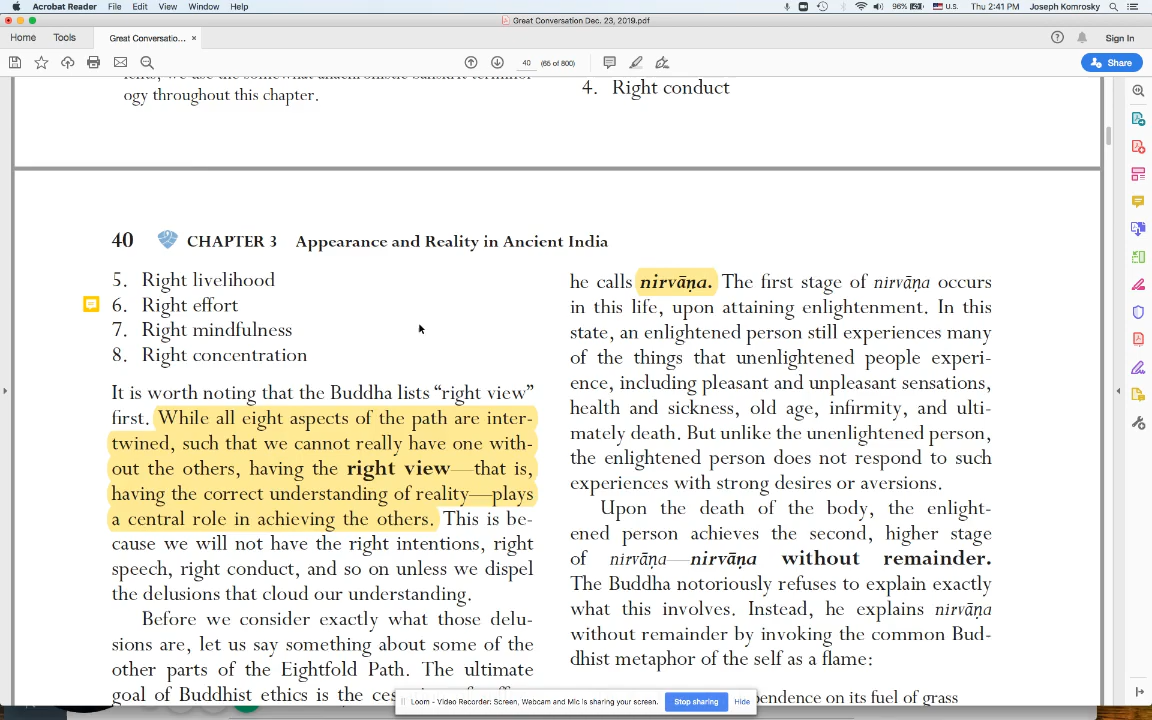 Acrobat Reader File Edit View Window Help 96% U.S. Thu 2:41 PM Joseph Komrosky
Great Conversation Dec. 23, 2019.pdf
Home Tools Great Conversatio... × Sign In
40 (65 of 800) Share
ogy throughout this chapter.
4. Right conduct
40 CHAPTER 3 Appearance and Reality in Ancient India
5. Right livelihood
6. Right effort
7. Right mindfulness
8. Right concentration
It is worth noting that the Buddha lists “right view”
first. While all eight aspects of the path are inter-
twined, such that we cannot really have one with-
out the others, having the right view—that is,
having the correct understanding of reality—plays
a central role in achieving the others. This is be-
cause we will not have the right intentions, right
speech, right conduct, and so on unless we dispel
the delusions that cloud our understanding.
Before we consider exactly what those delu-
sions are, let us say something about some of the
other parts of the Eightfold Path. The ultimate
goal of Buddhist ethics is the
he calls nirvāṇa. The first stage of nirvāṇa occurs
in this life, upon attaining enlightenment. In this
state, an enlightened person still experiences many
of the things that unenlightened people experi-
ence, including pleasant and unpleasant sensations,
health and sickness, old age, infirmity, and ulti-
mately death. But unlike the unenlightened person,
the enlightened person does not respond to such
experiences with strong desires or aversions.
Upon the death of the body, the enlight-
ened person achieves the second, higher stage
of nirvāṇa—nirvāṇa without remainder.
The Buddha notoriously refuses to explain exactly
what this involves. Instead, he explains nirvāṇa
without remainder by invoking the common Bud-
dhist metaphor of the self as a flame:
on its fuel of grass
Loom - Video Recorder: Screen, Webcam and Mic is sharing your screen. Stop sharing Hide